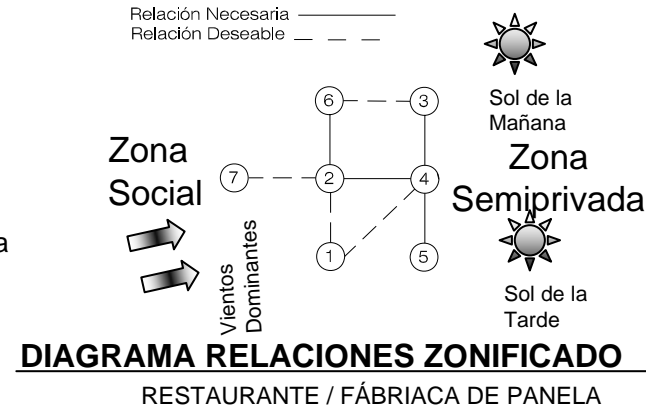 Relación Necesaria
Relación Deseable
6
3
Sol de la
Mañana
Zona
Social
7
2
4
Zona
Semiprivada
a
Vientos
Dominantes
1
5
Sol de la
Tarde
DIAGRAMA RELACIONES ZONIFICADO
RESTAURANTE / FÁBRIACA DE PANELA